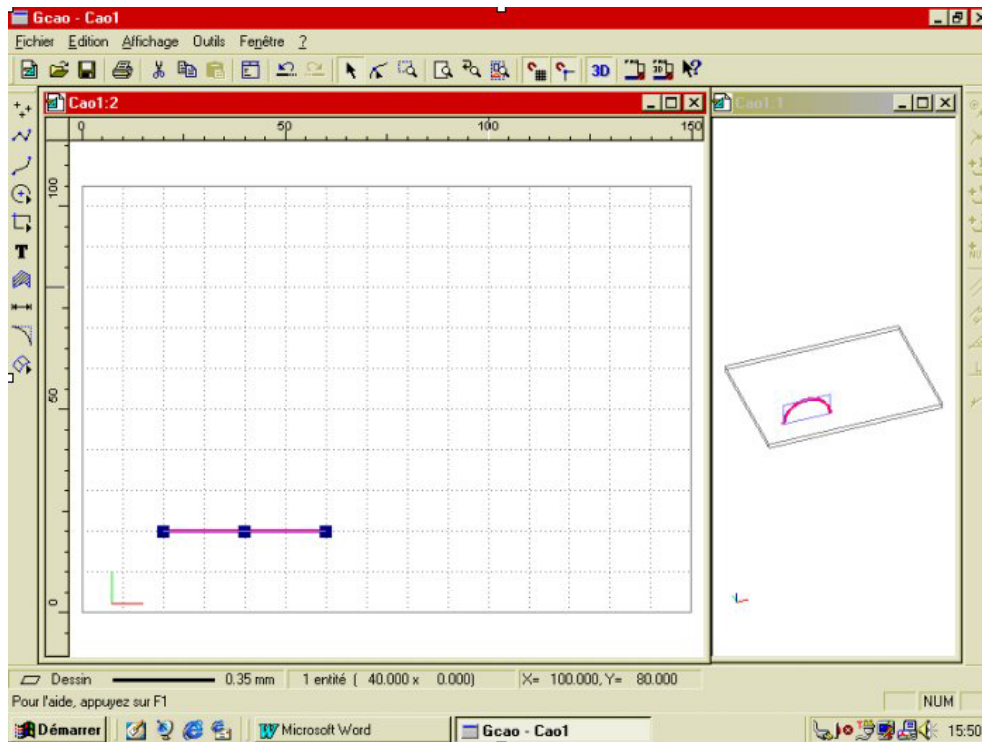 Gcao - Cao1
Fichier Edition Affichage Outils Fenêtre ?
3D 3D
Cao1:2
Cao1:1
0 50 100 150
100
50
0
T
NU
Dessin 0.35 mm 1 entité ( 40.000 x 0.000) X= 100.000, Y= 80.000
Pour l'aide, appuyez sur F1
NUM
Démarrer Microsoft Word Gcao - Cao1 15:50